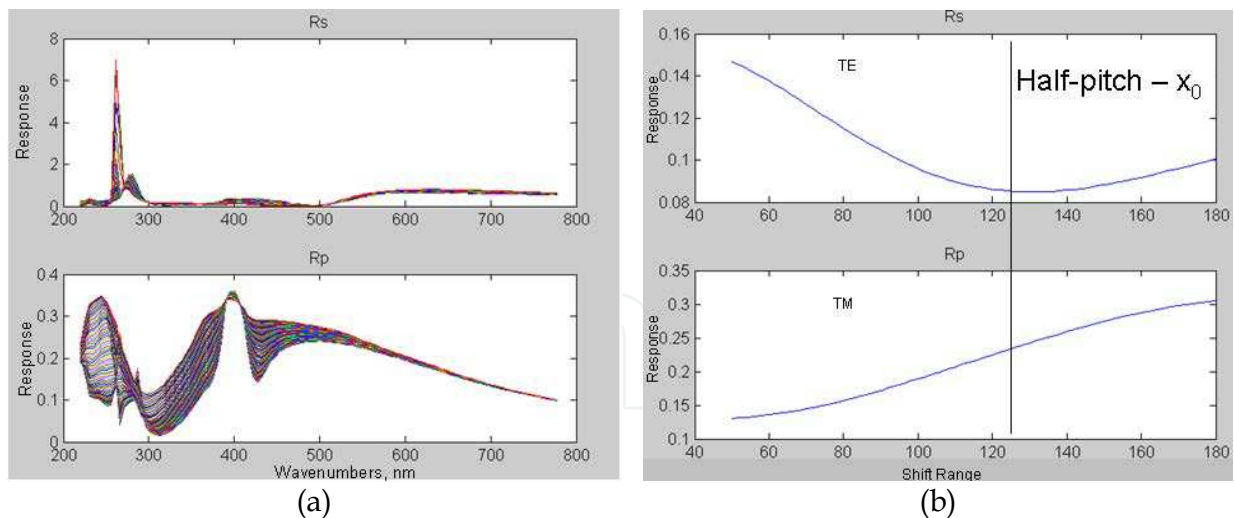 Rs
Response
8
6
4
2
0
200 300 400 500 600 700 800
Rp
Response
0.4
0.3
0.2
0.1
0
200 300 400 500 600 700 800
Wavenumbers, nm
(a)
Rs
Response
0.16
0.14
0.12
0.1
0.08
TE
Half-pitch – x₀
40 60 80 100 120 140 160 180
Rp
Response
0.35
0.3
0.25
0.2
0.15
0.1
TM
40 60 80 100 120 140 160 180
Shift Range
(b)